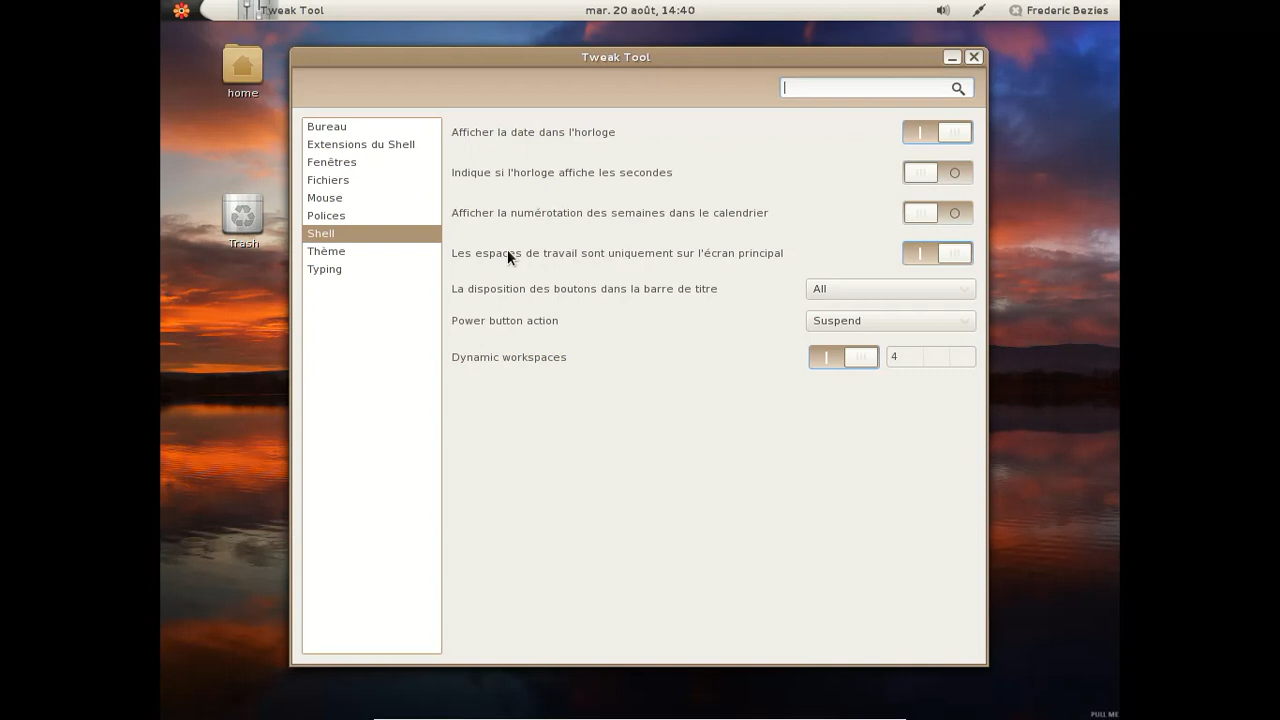 Tweak Tool
mar. 20 août, 14:40
Frederic Bezies
home
Trash
Tweak Tool
Bureau
Extensions du Shell
Fenêtres
Fichiers
Mouse
Polices
Shell
Thème
Typing
Afficher la date dans l'horloge
Indique si l'horloge affiche les secondes
Afficher la numérotation des semaines dans le calendrier
Les espaces de travail sont uniquement sur l'écran principal
La disposition des boutons dans la barre de titre
All
Power button action
Suspend
Dynamic workspaces
4
PULL ME